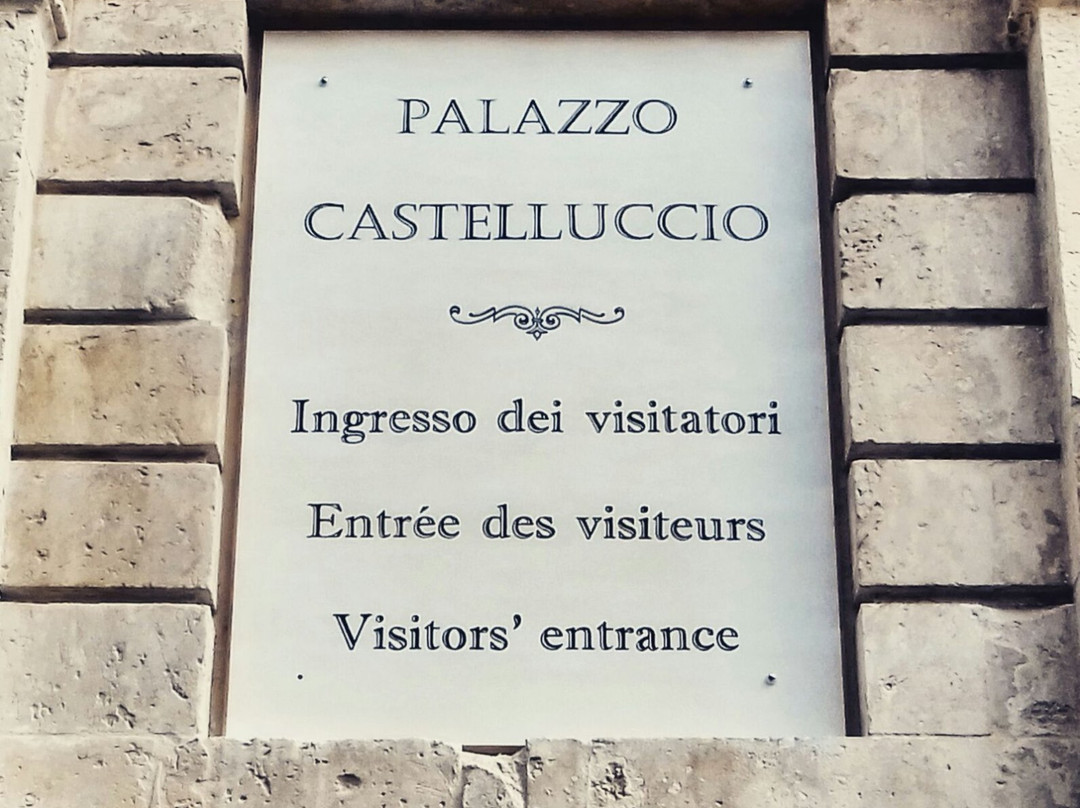 PALAZZO
CASTELLUCCIO
Ingresso dei visitatori
Entrée des visiteurs
Visitors’ entrance